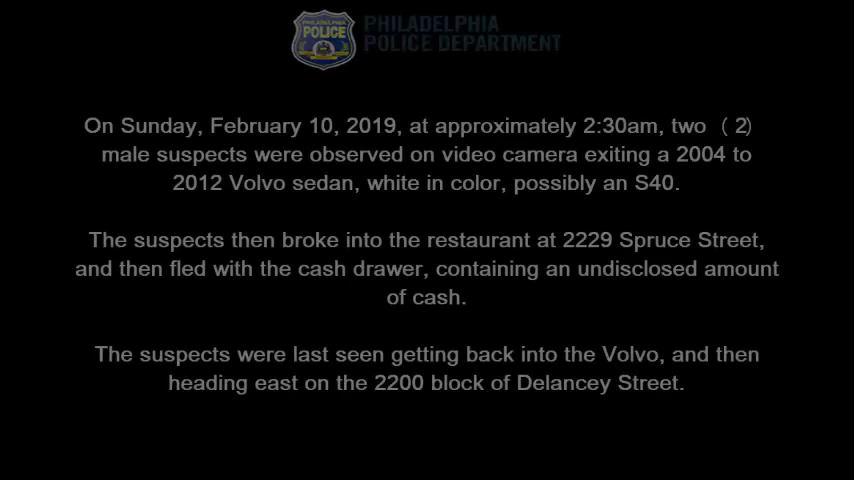 PHILADELPHIA
POLICE
PHILADELPHIA
POLICE DEPARTMENT
On Sunday, February 10, 2019, at approximately 2:30am, two ( 2)
male suspects were observed on video camera exiting a 2004 to
2012 Volvo sedan, white in color, possibly an S40.
The suspects then broke into the restaurant at 2229 Spruce Street,
and then fled with the cash drawer, containing an undisclosed amount
of cash.
The suspects were last seen getting back into the Volvo, and then
heading east on the 2200 block of Delancey Street.